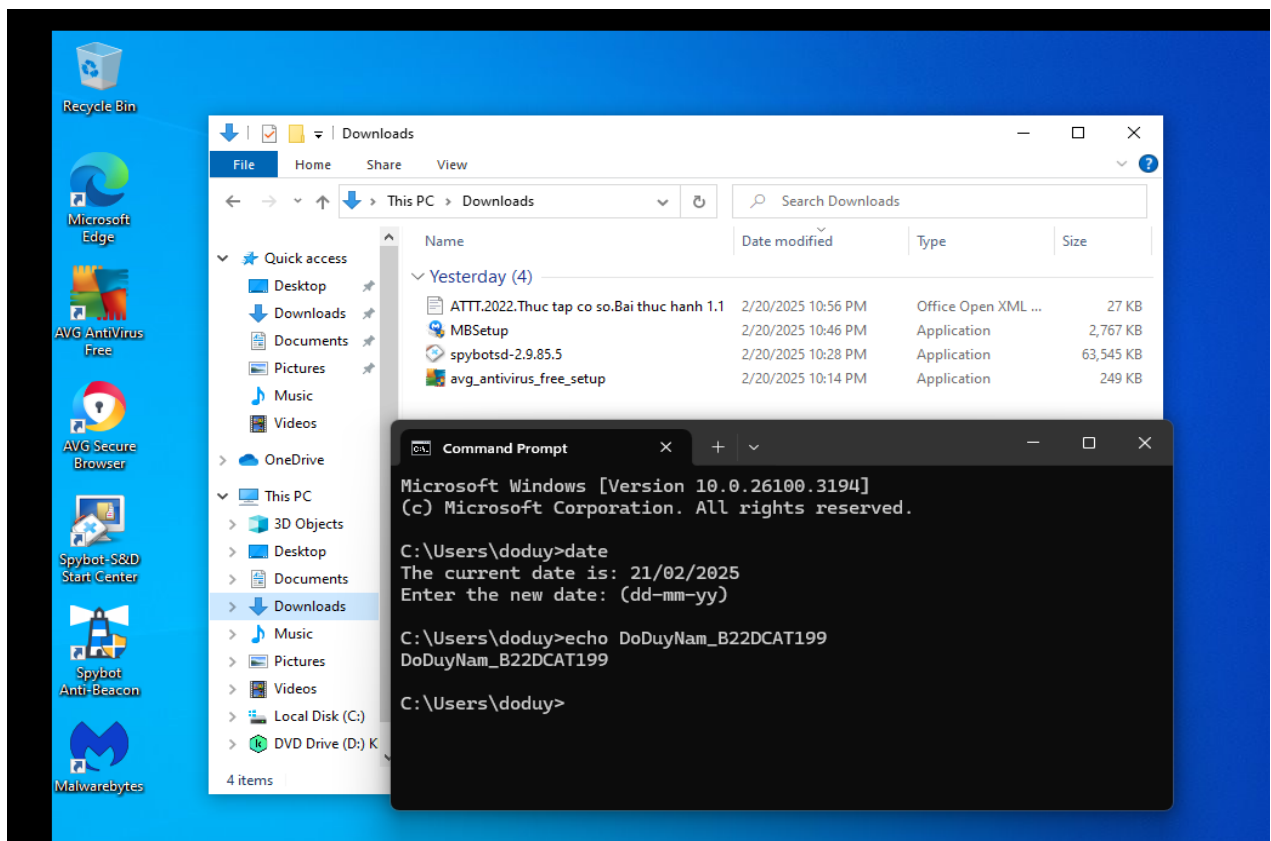 Recycle Bin
Microsoft
Edge
AVG AntiVirus
Free
AVG Secure
Browser
Spybot-S&D
Start Center
Spybot
Anti-Beacon
Malwarebytes
Downloads
File Home Share View
This PC > Downloads
Search Downloads
Name Date modified Type Size
Quick access
Desktop
Downloads
Documents
Pictures
Music
Videos
OneDrive
This PC
3D Objects
Desktop
Documents
Downloads
Music
Pictures
Videos
Local Disk (C:)
DVD Drive (D:) K
4 items
Yesterday (4)
ATTT.2022.Thuc tap co so.Bai thuc hanh 1.1 2/20/2025 10:56 PM Office Open XML ... 27 KB
MBSetup 2/20/2025 10:46 PM Application 2,767 KB
spybotsd-2.9.85.5 2/20/2025 10:28 PM Application 63,545 KB
avg_antivirus_free_setup 2/20/2025 10:14 PM Application 249 KB
Command Prompt
Microsoft Windows [Version 10.0.26100.3194]
(c) Microsoft Corporation. All rights reserved.
C:\Users\doduy>date
The current date is: 21/02/2025
Enter the new date: (dd-mm-yy)
C:\Users\doduy>echo DoDuyNam_B22DCAT199
DoDuyNam_B22DCAT199
C:\Users\doduy>